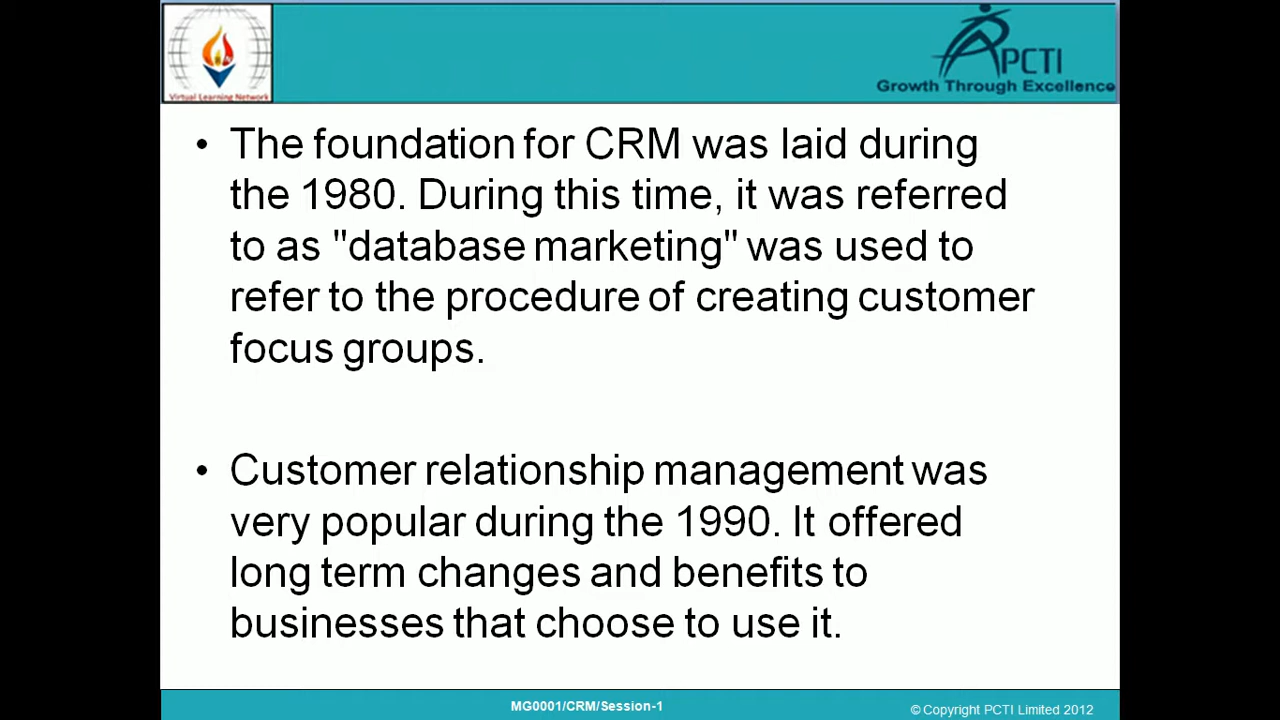 Virtual Learning Network
PCTI
Growth Through Excellence
• The foundation for CRM was laid during
the 1980. During this time, it was referred
to as "database marketing" was used to
refer to the procedure of creating customer
focus groups.
• Customer relationship management was
very popular during the 1990. It offered
long term changes and benefits to
businesses that choose to use it.
MG0001/CRM/Session-1
© Copyright PCTI Limited 2012